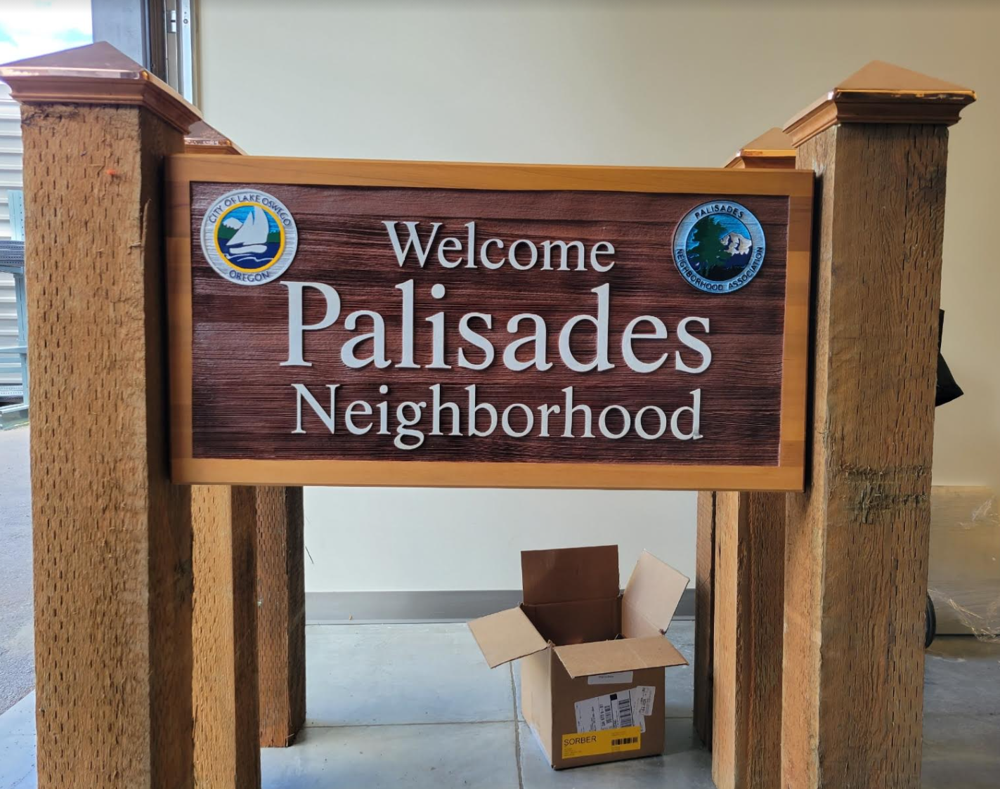 CITY OF LAKE OSWEGO
OREGON
PALISADES
NEIGHBORHOOD ASSOCIATION
Welcome
Palisades
Neighborhood
SORBER